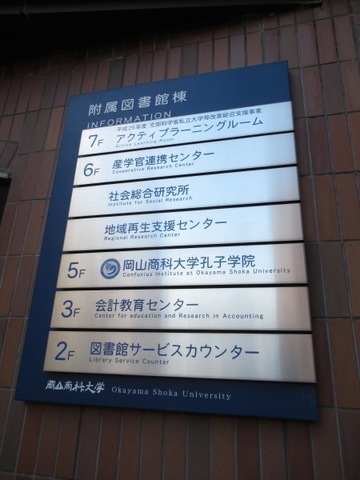 附属図書館棟
INFORMATION
平成25年度 文部科学省私立大学等改革総合支援事業
7F アクティブラーニングルーム
Active Learning Room
6F 産学官連携センター
Cooperative Research Center
社会総合研究所
Institute for Social Research
地域再生支援センター
Regional Research Center
5F 岡山商科大学孔子学院
Confucius Institute at Okayama Shoka University
3F 会計教育センター
Center for education and Research in Accounting
2F 図書館サービスカウンター
Library Service Counter
岡山商科大学 Okayama Shoka University